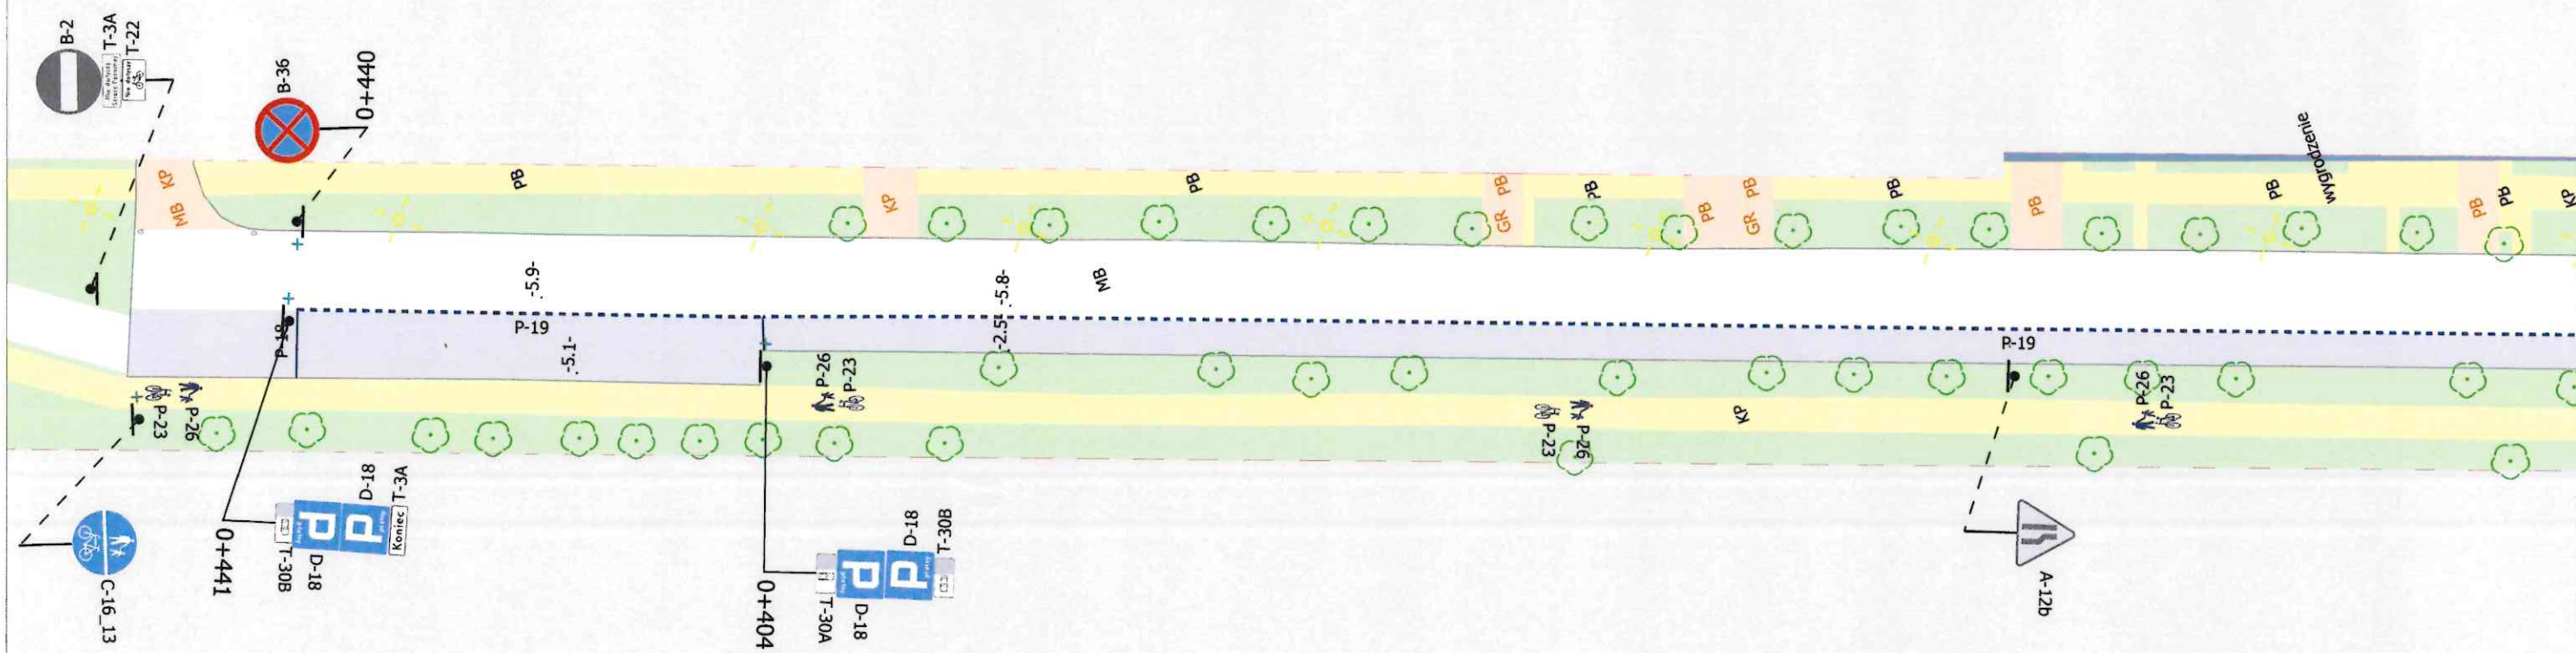 B-2
T-3A
T-22
Nie dotyczy
B-36
0+440
KP
MB
PB
KP
PB
GR PB
PB
PB
GR PB
PB
PB
wygrodzenie
PB
PB
PB
KP
-5.9-
-5.8-
MB
P-18
P-19
-5.1-
-2.5-
P-19
P-23
P-26
P-26
P-23
P-23
P-26
KP
P-26
P-23
C-16_13
0+441
T-30B
D-18
P
P
D-18
T-3A
Koniec
0+404
T-30A
D-18
P
P
D-18
T-30B
A-12b